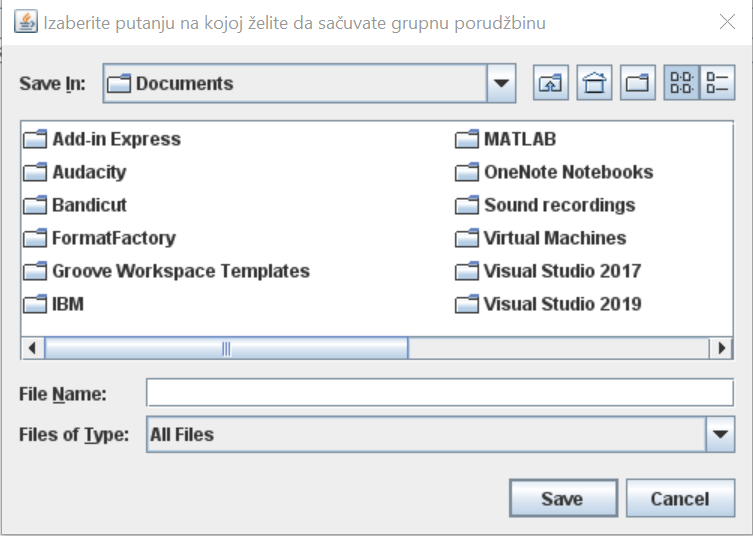 Izaberite putanju na kojoj želite da sačuvate grupnu porudžbinu
Save In: Documents
Add-in Express
Audacity
Bandicut
FormatFactory
Groove Workspace Templates
IBM
MATLAB
OneNote Notebooks
Sound recordings
Virtual Machines
Visual Studio 2017
Visual Studio 2019
File Name:
Files of Type: All Files
Save Cancel